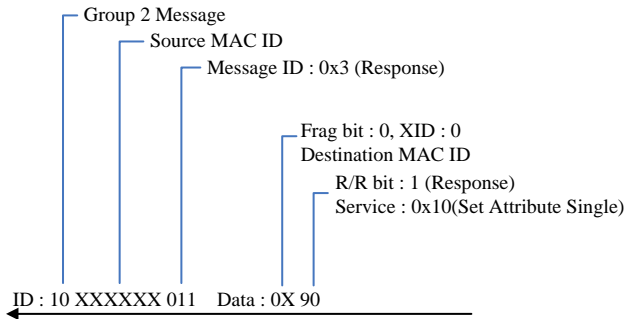 Group 2 Message
Source MAC ID
Message ID : 0x3 (Response)
Frag bit : 0, XID : 0
Destination MAC ID
R/R bit : 1 (Response)
Service : 0x10(Set Attribute Single)
ID : 10 XXXXXX 011 Data : 0X 90